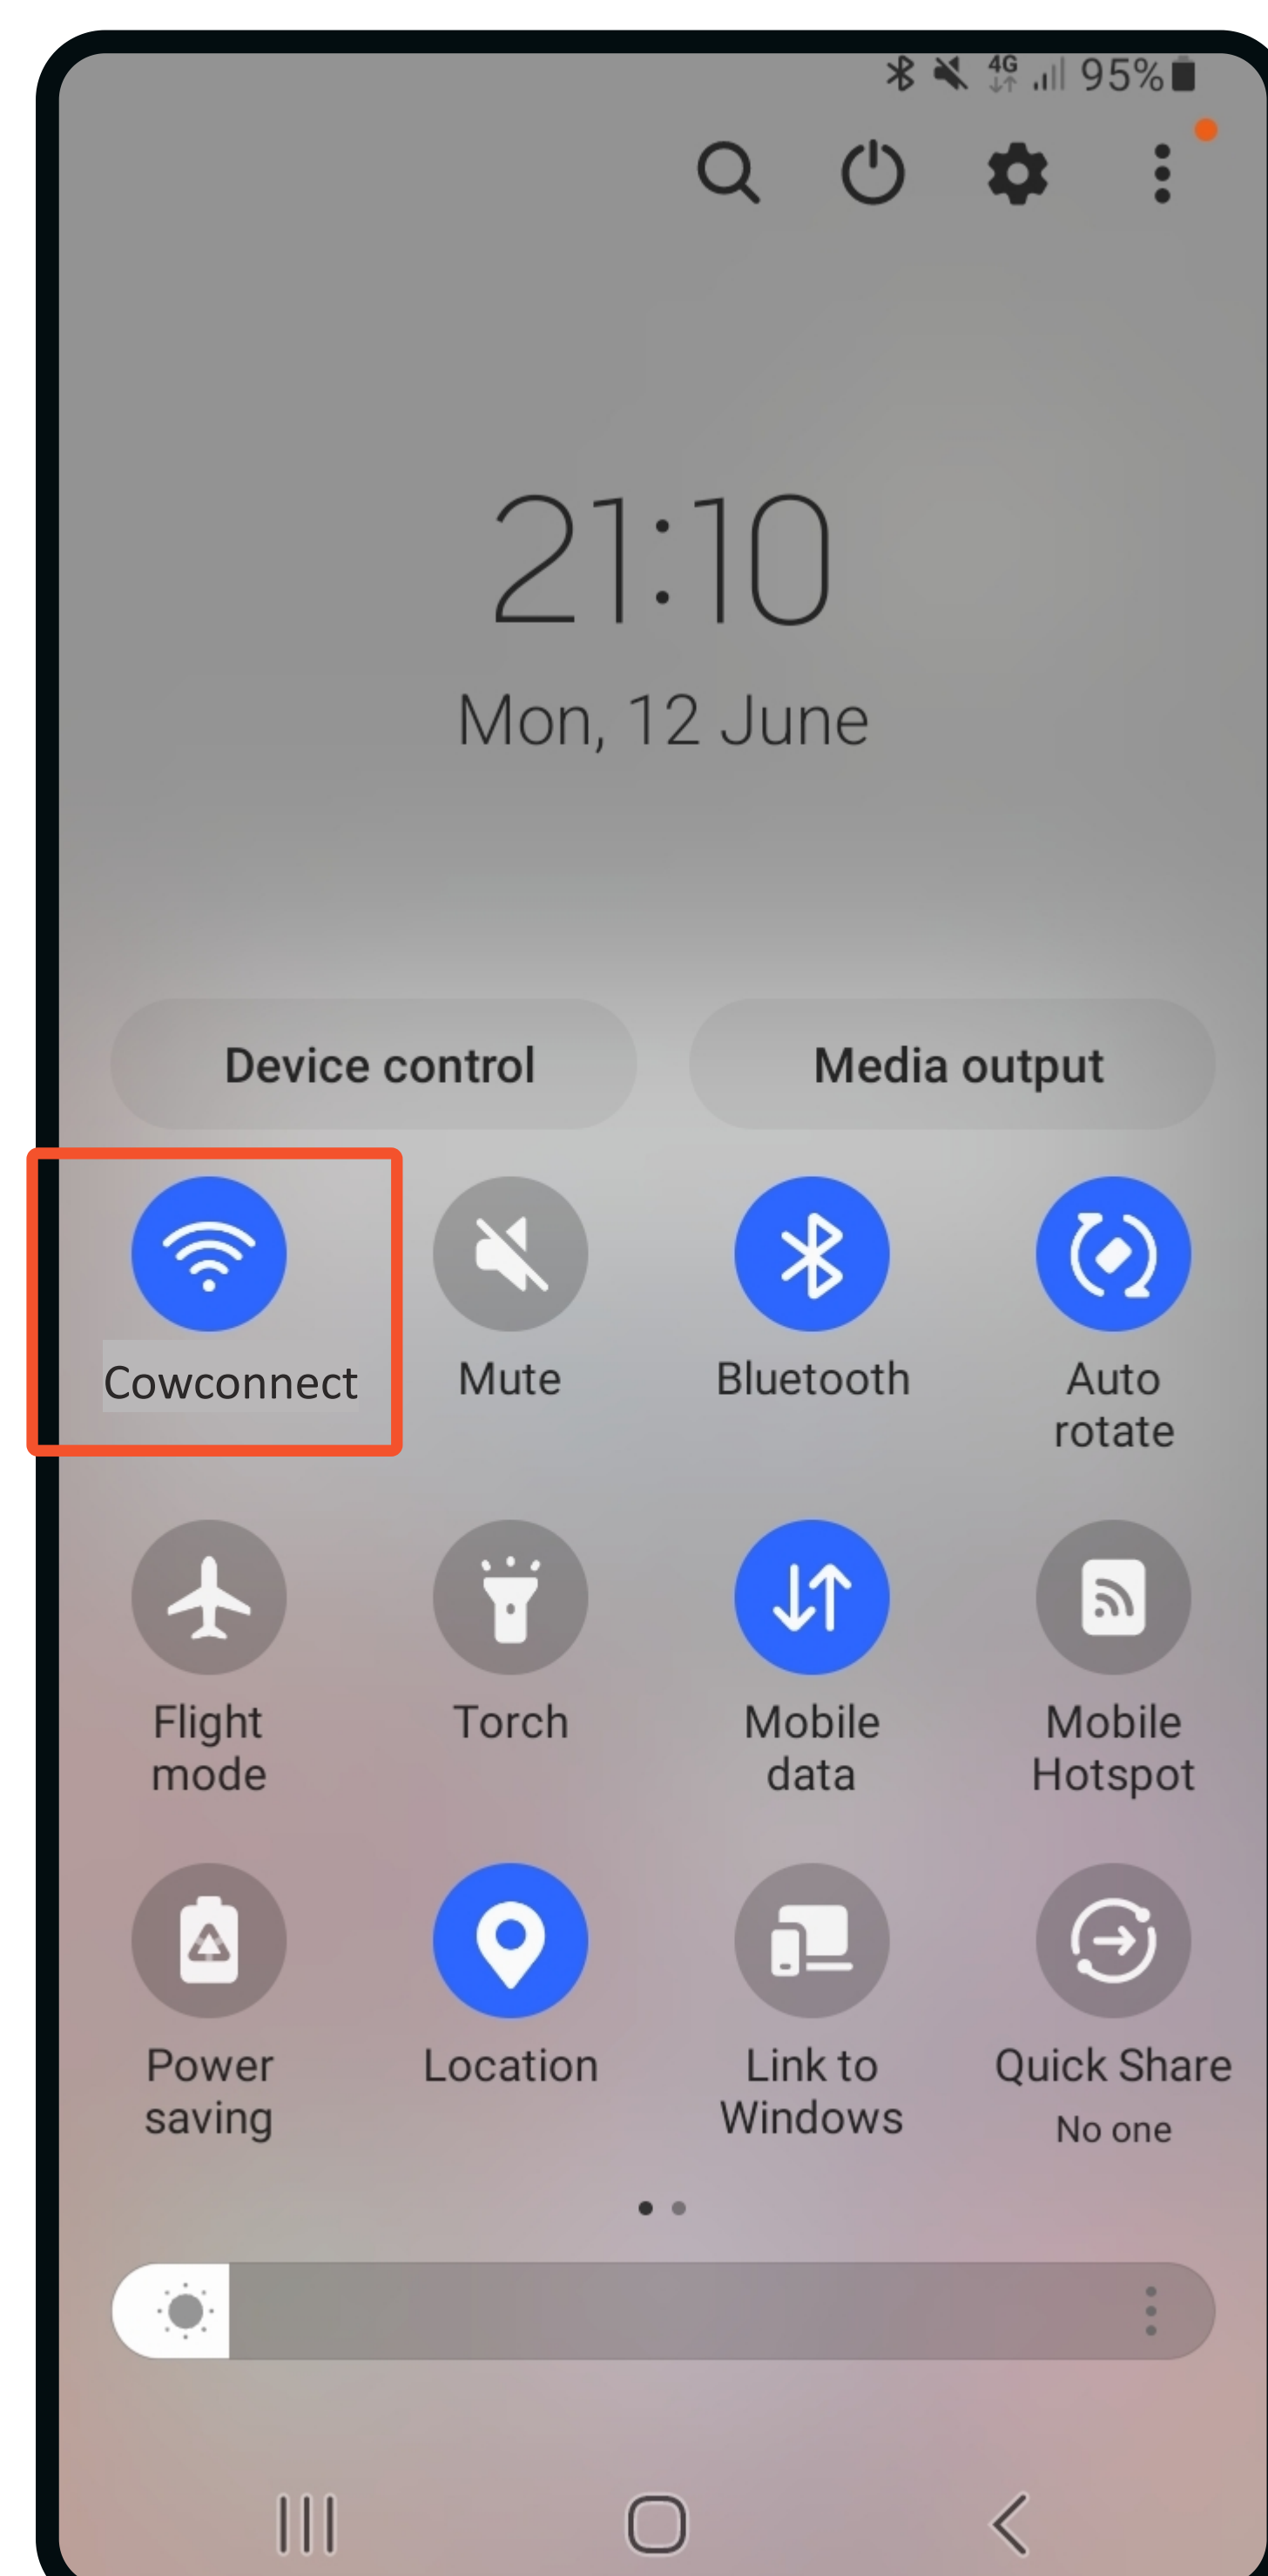 4G 95%
21:10
Mon, 12 June
Device control Media output
Cowconnect Mute Bluetooth Auto
rotate
Flight Torch Mobile Mobile
mode data Hotspot
Power Location Link to Quick Share
saving Windows No one